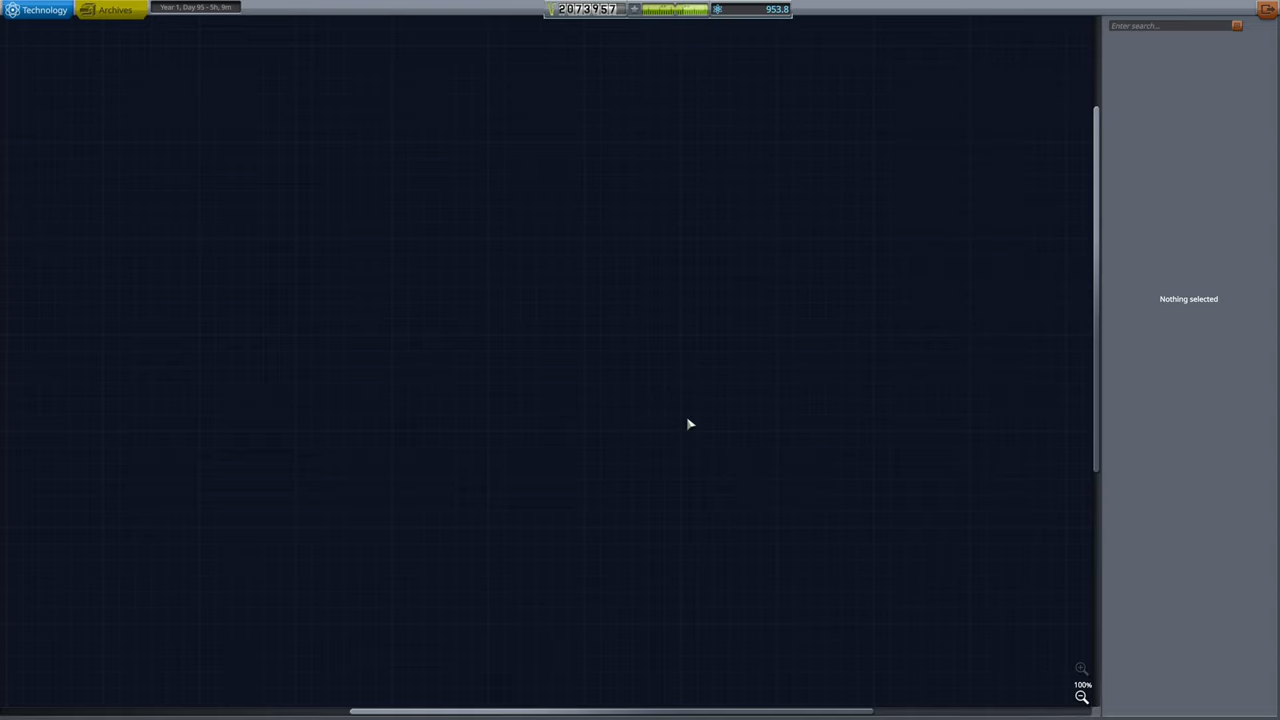 Technology
Archives
Year 1, Day 95 - 5h, 9m
2073957
953.8
Enter search...
Nothing selected
100%